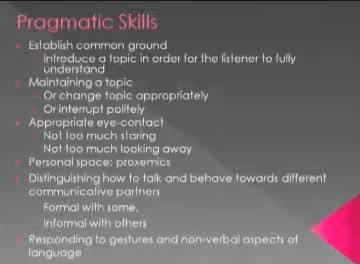 Pragmatic Skills
Establish common ground
Introduce a topic in order for the listener to fully
understand
Maintaining a topic
Or change topic appropriately
Or interrupt politely
Appropriate eye-contact
Not too much staring
Not too much looking away
Personal space: proxemics
Distinguishing how to talk and behave towards different
communicative partners
Formal with some,
Informal with others
Responding to gestures and non-verbal aspects of
language